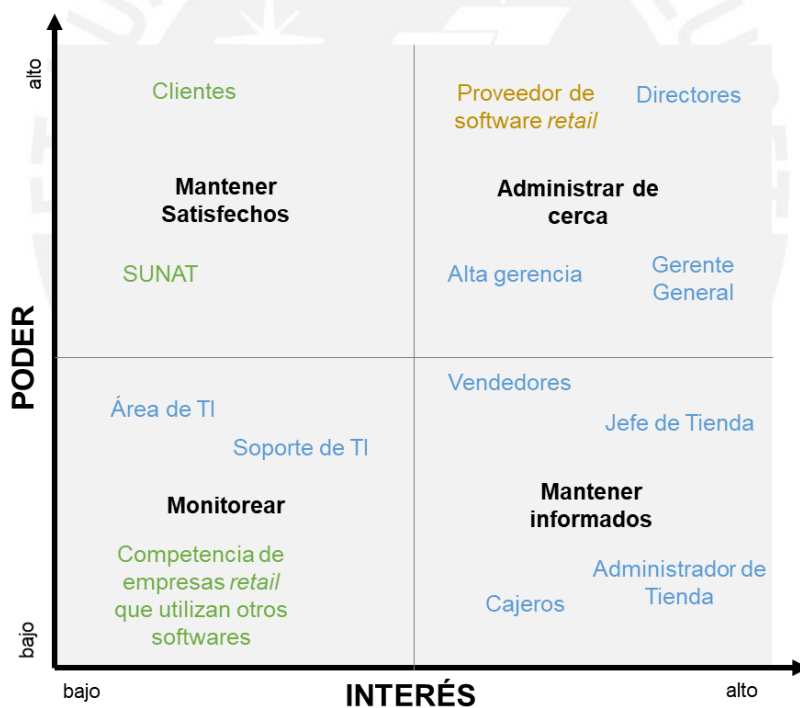 alto
Clientes
Proveedor de
software retail
Directores
Mantener
Satisfechos
Administrar de
cerca
SUNAT
Alta gerencia
Gerente
General
PODER
Vendedores
Área de TI
Jefe de Tienda
Soporte de TI
Monitorear
Mantener
informados
Competencia de
empresas retail
que utilizan otros
softwares
Administrador de
Tienda
Cajeros
bajo
bajo
INTERÉS
alto